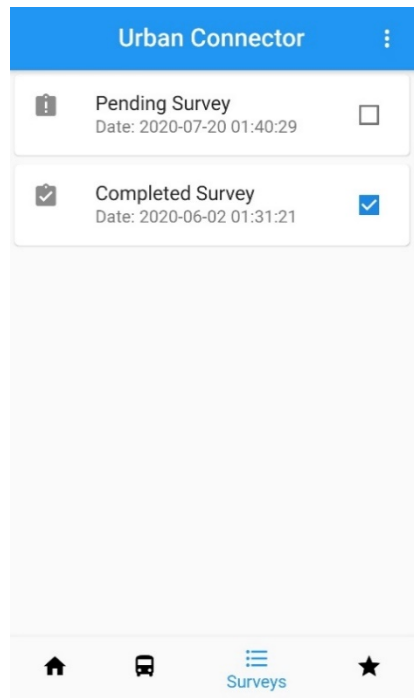 Urban Connector
Pending Survey
Date: 2020-07-20 01:40:29
Completed Survey
Date: 2020-06-02 01:31:21
Surveys